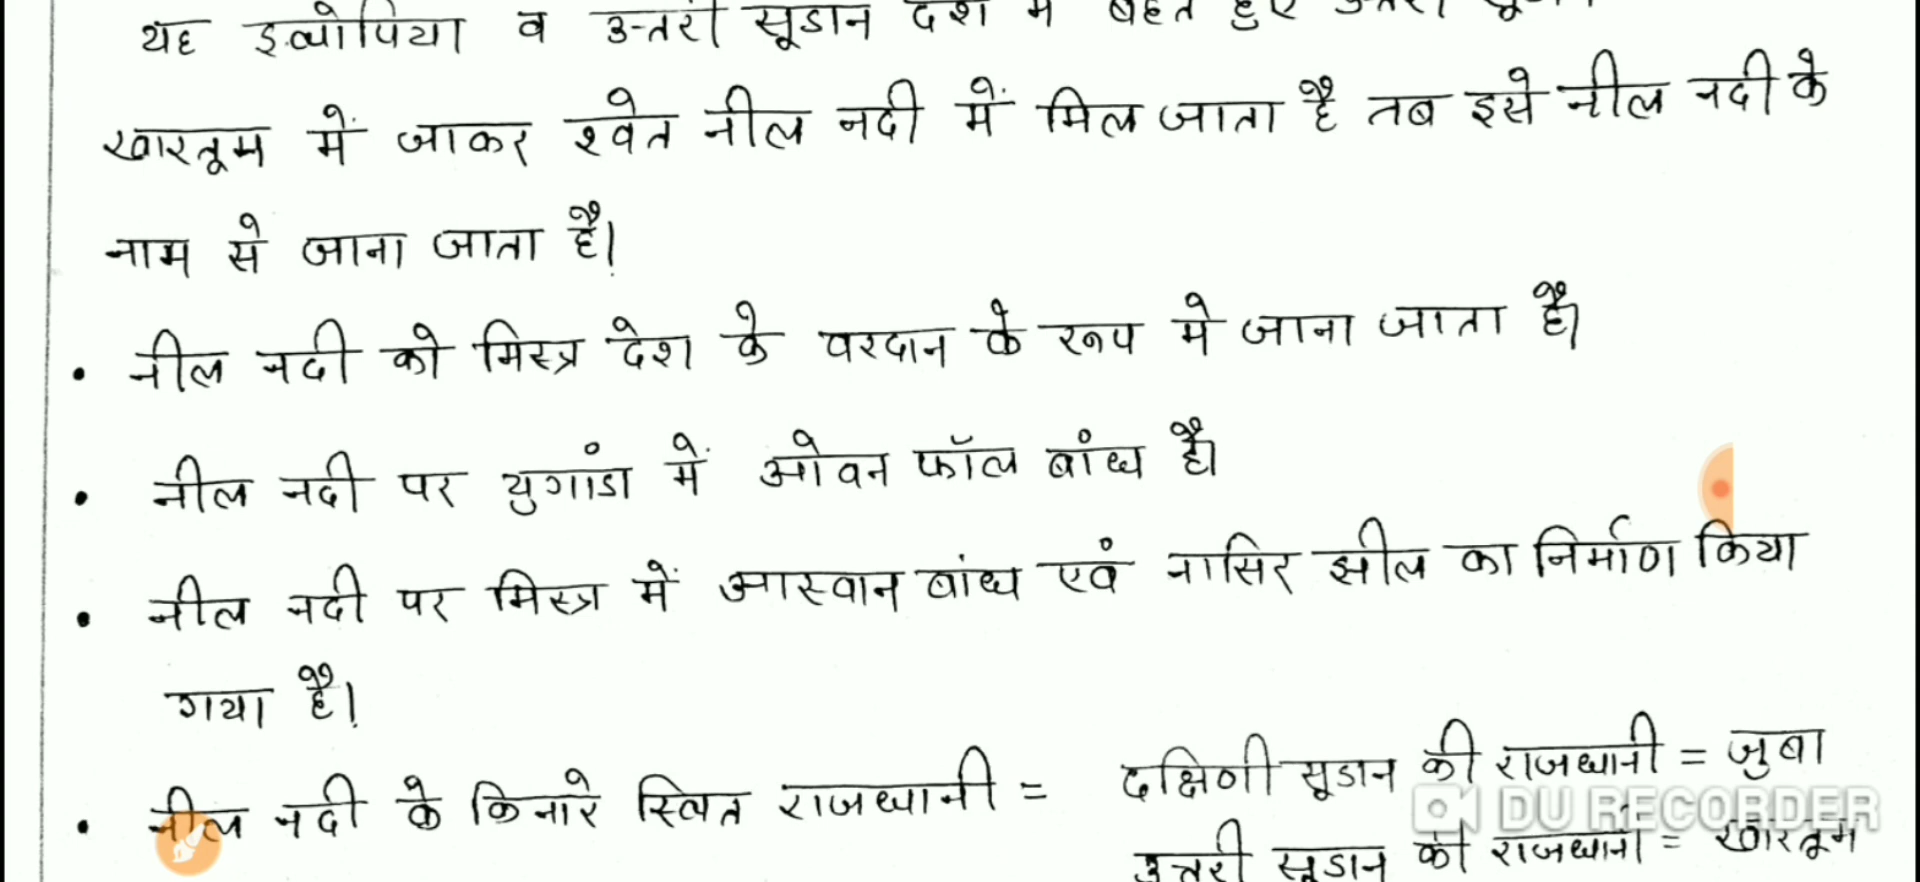 यह इथोपिया व उत्तरी सूडान देश में बहते हुए उत्तरी
खारतूम में जाकर श्वेत नील नदी में मिल जाता है तब इसे नील नदी के
नाम से जाना जाता है।
• नील नदी को मिस्त्र देश के वरदान के रूप मे जाना जाता है।
• नील नदी पर युगांडा में ओवन फॉल बांध है।
• नील नदी पर मिस्त्र में आस्वान बांध एवं नासिर झील का निर्माण किया
गया है।
• नील नदी के किनारे स्थित राजधानी = दक्षिणी सूडान की राजधानी = जुबा
उत्तरी सूडान की राजधानी = खारतूम
DU RECORDER